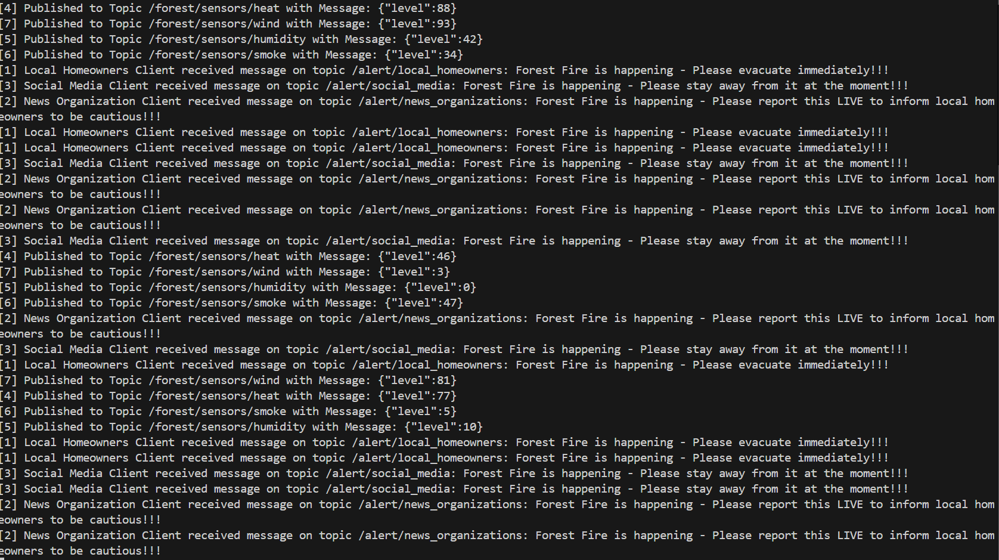 [4] Published to Topic /forest/sensors/heat with Message: {"level":88}
[7] Published to Topic /forest/sensors/wind with Message: {"level":93}
[5] Published to Topic /forest/sensors/humidity with Message: {"level":42}
[6] Published to Topic /forest/sensors/smoke with Message: {"level":34}
[1] Local Homeowners Client received message on topic /alert/local_homeowners: Forest Fire is happening - Please evacuate immediately!!!
[3] Social Media Client received message on topic /alert/social_media: Forest Fire is happening - Please stay away from it at the moment!!!
[2] News Organization Client received message on topic /alert/news_organizations: Forest Fire is happening - Please report this LIVE to inform local hom
eowners to be cautious!!!
[1] Local Homeowners Client received message on topic /alert/local_homeowners: Forest Fire is happening - Please evacuate immediately!!!
[1] Local Homeowners Client received message on topic /alert/local_homeowners: Forest Fire is happening - Please evacuate immediately!!!
[3] Social Media Client received message on topic /alert/social_media: Forest Fire is happening - Please stay away from it at the moment!!!
[2] News Organization Client received message on topic /alert/news_organizations: Forest Fire is happening - Please report this LIVE to inform local hom
eowners to be cautious!!!
[2] News Organization Client received message on topic /alert/news_organizations: Forest Fire is happening - Please report this LIVE to inform local hom
eowners to be cautious!!!
[3] Social Media Client received message on topic /alert/social_media: Forest Fire is happening - Please stay away from it at the moment!!!
[4] Published to Topic /forest/sensors/heat with Message: {"level":46}
[7] Published to Topic /forest/sensors/wind with Message: {"level":3}
[5] Published to Topic /forest/sensors/humidity with Message: {"level":0}
[6] Published to Topic /forest/sensors/smoke with Message: {"level":47}
[2] News Organization Client received message on topic /alert/news_organizations: Forest Fire is happening - Please report this LIVE to inform local hom
eowners to be cautious!!!
[3] Social Media Client received message on topic /alert/social_media: Forest Fire is happening - Please stay away from it at the moment!!!
[1] Local Homeowners Client received message on topic /alert/local_homeowners: Forest Fire is happening - Please evacuate immediately!!!
[7] Published to Topic /forest/sensors/wind with Message: {"level":81}
[4] Published to Topic /forest/sensors/heat with Message: {"level":77}
[6] Published to Topic /forest/sensors/smoke with Message: {"level":5}
[5] Published to Topic /forest/sensors/humidity with Message: {"level":10}
[1] Local Homeowners Client received message on topic /alert/local_homeowners: Forest Fire is happening - Please evacuate immediately!!!
[1] Local Homeowners Client received message on topic /alert/local_homeowners: Forest Fire is happening - Please evacuate immediately!!!
[3] Social Media Client received message on topic /alert/social_media: Forest Fire is happening - Please stay away from it at the moment!!!
[3] Social Media Client received message on topic /alert/social_media: Forest Fire is happening - Please stay away from it at the moment!!!
[2] News Organization Client received message on topic /alert/news_organizations: Forest Fire is happening - Please report this LIVE to inform local hom
eowners to be cautious!!!
[2] News Organization Client received message on topic /alert/news_organizations: Forest Fire is happening - Please report this LIVE to inform local hom
eowners to be cautious!!!